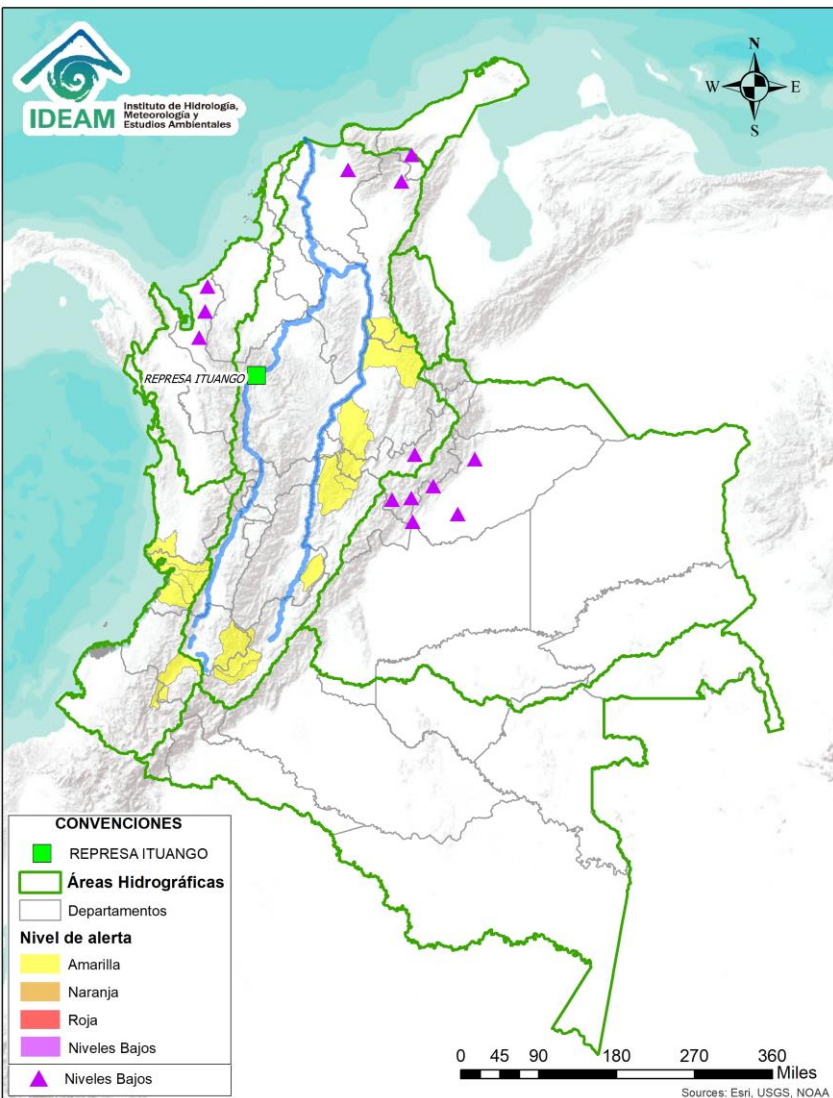 IDEAM
Instituto de Hidrología,
Meteorología y
Estudios Ambientales
N
W
E
S
REPRESA ITUANGO
CONVENCIONES
REPRESA ITUANGO
Áreas Hidrográficas
Departamentos
Nivel de alerta
Amarilla
Naranja
Roja
Niveles Bajos
Niveles Bajos
0 45 90 180 270 360
Miles
Sources: Esri, USGS, NOAA